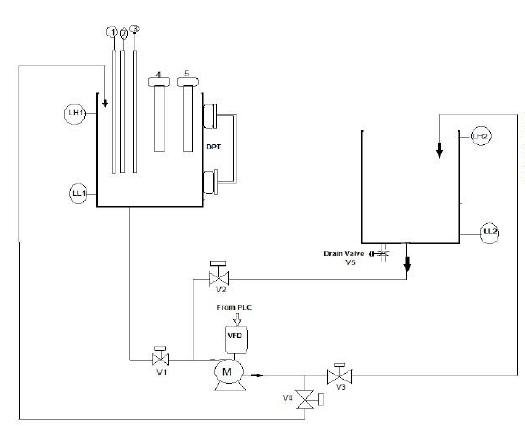 1 2 3
4 5
LH1
DPT
LH2
LL1
LL2
Drain Valve
V5
V2
From PLC
VFD
V1
M
V3
V4